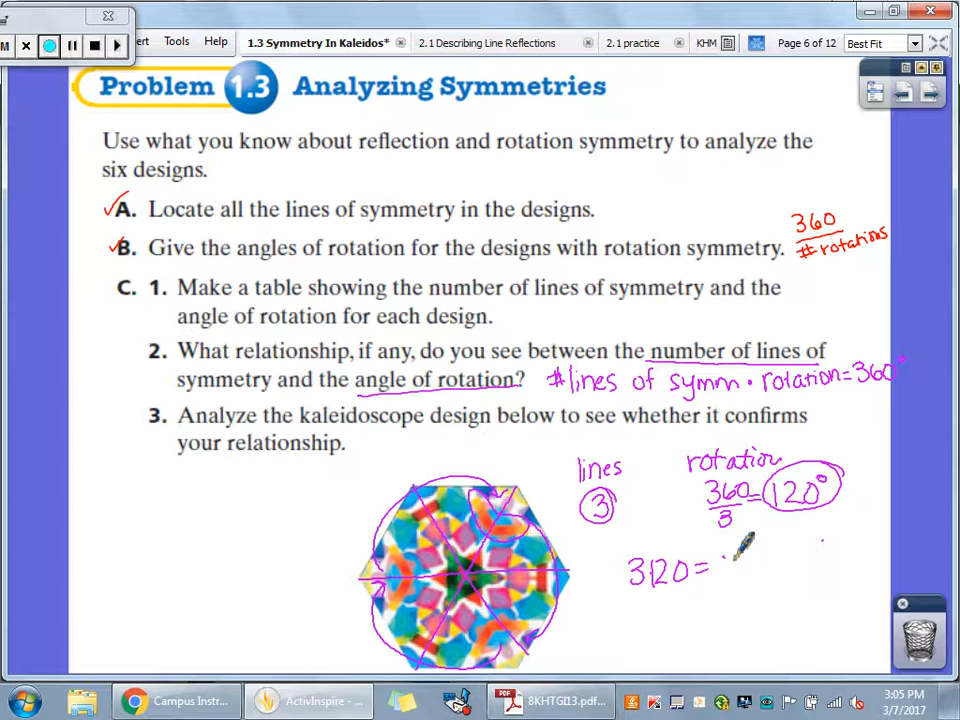 M
ert Tools Help
1.3 Symmetry In Kaleidos*
2.1 Describing Line Reflections
2.1 practice
KHM
Page 6 of 12
Best Fit
Problem 1.3 Analyzing Symmetries
Use what you know about reflection and rotation symmetry to analyze the
six designs.
A. Locate all the lines of symmetry in the designs.
B. Give the angles of rotation for the designs with rotation symmetry.
360
# rotations
C. 1. Make a table showing the number of lines of symmetry and the
angle of rotation for each design.
2. What relationship, if any, do you see between the number of lines of
symmetry and the angle of rotation?
#lines of symm • rotation = 360°
3. Analyze the kaleidoscope design below to see whether it confirms
your relationship.
lines
3
rotation
360/3 = 120°
3120=
Campus Instr...
ActivInspire - ...
8KHTGI13.pdf...
3:05 PM
3/7/2017